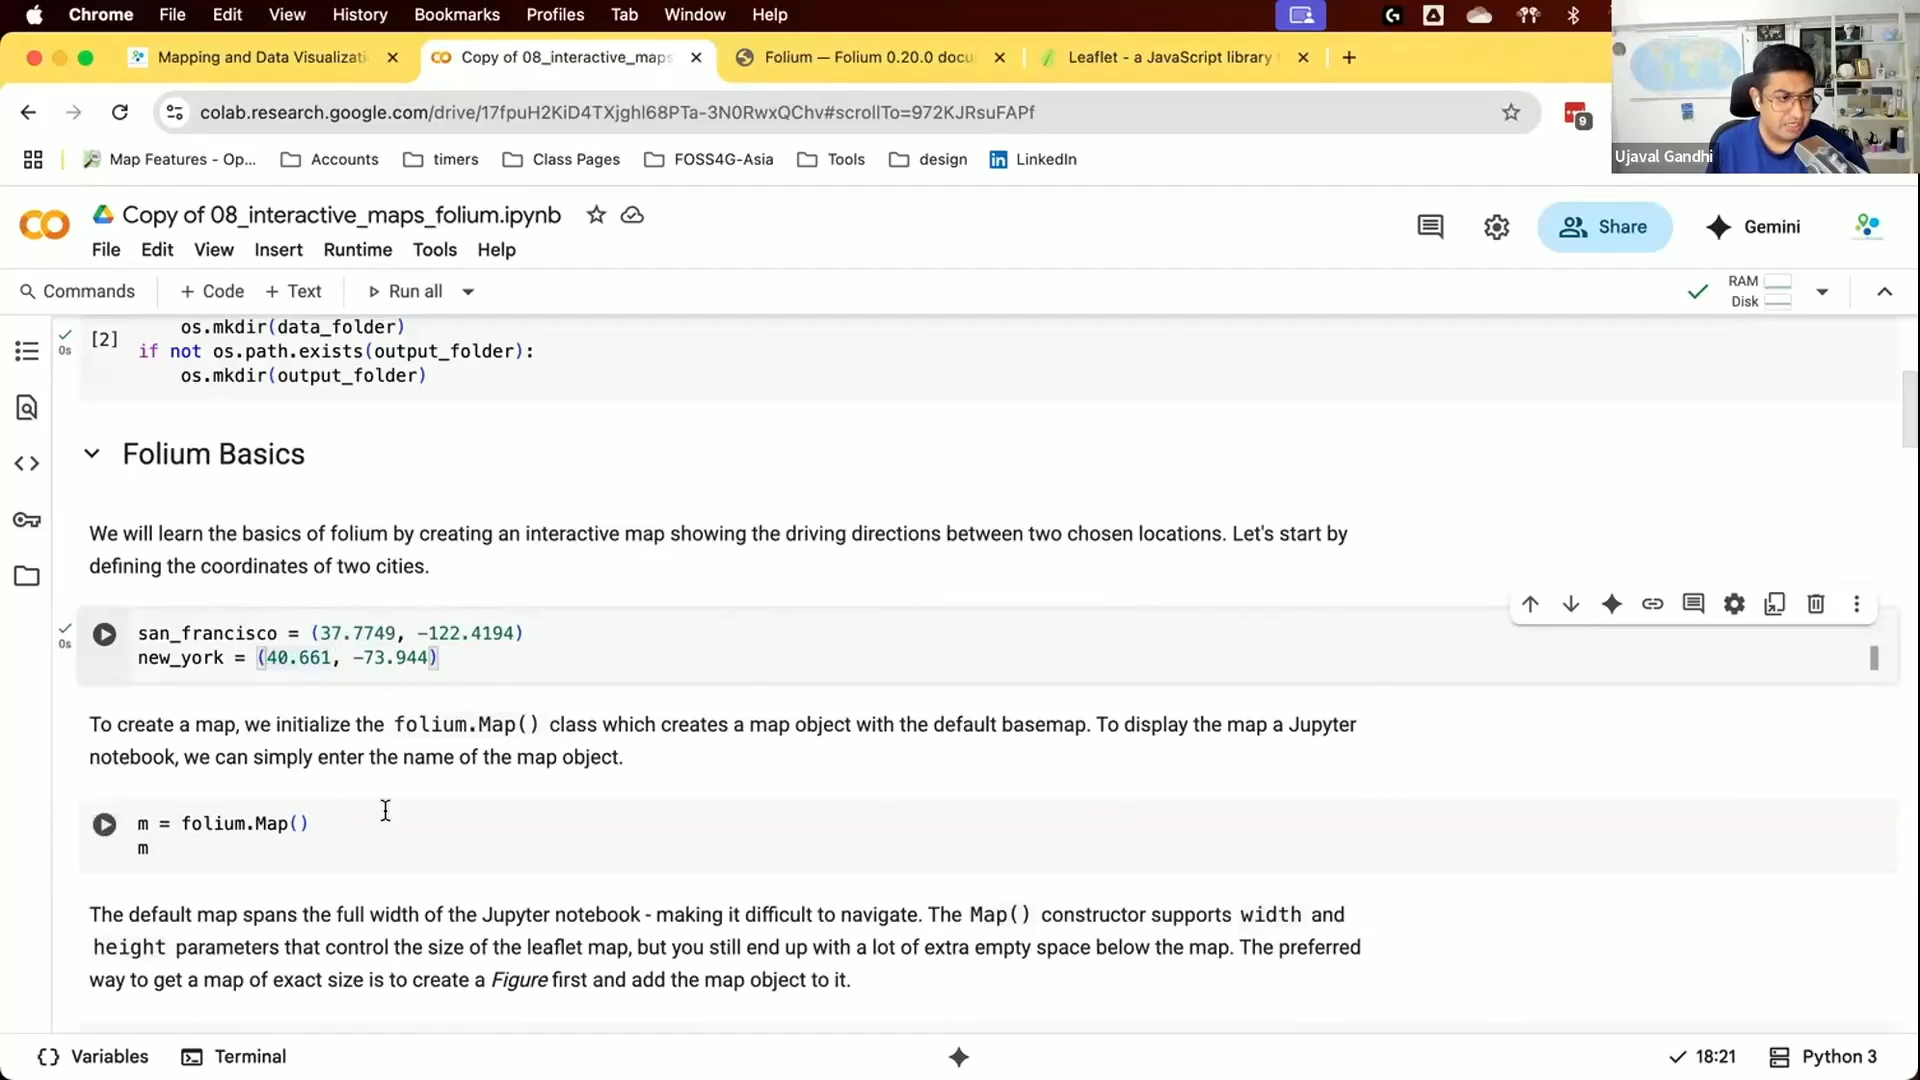 Chrome File Edit View History Bookmarks Profiles Tab Window Help
Mapping and Data Visualizati
Copy of 08_interactive_maps
Folium — Folium 0.20.0 docu
Leaflet - a JavaScript library
colab.research.google.com/drive/17fpuH2KiD4TXjghl68PTa-3N0RwxQChv#scrollTo=972KJRsuFAPf
9
Ujaval Gandhi
Map Features - Op... Accounts timers Class Pages FOSS4G-Asia Tools design LinkedIn
Copy of 08_interactive_maps_folium.ipynb
File Edit View Insert Runtime Tools Help
Share Gemini
Commands + Code + Text Run all
RAM
Disk
[2]
0s
os.mkdir(data_folder)
if not os.path.exists(output_folder):
os.mkdir(output_folder)
Folium Basics
We will learn the basics of folium by creating an interactive map showing the driving directions between two chosen locations. Let's start by
defining the coordinates of two cities.
0s
san_francisco = (37.7749, -122.4194)
new_york = (40.661, -73.944)
To create a map, we initialize the folium.Map() class which creates a map object with the default basemap. To display the map a Jupyter
notebook, we can simply enter the name of the map object.
m = folium.Map()
m
The default map spans the full width of the Jupyter notebook - making it difficult to navigate. The Map() constructor supports width and
height parameters that control the size of the leaflet map, but you still end up with a lot of extra empty space below the map. The preferred
way to get a map of exact size is to create a Figure first and add the map object to it.
Variables Terminal
18:21 Python 3